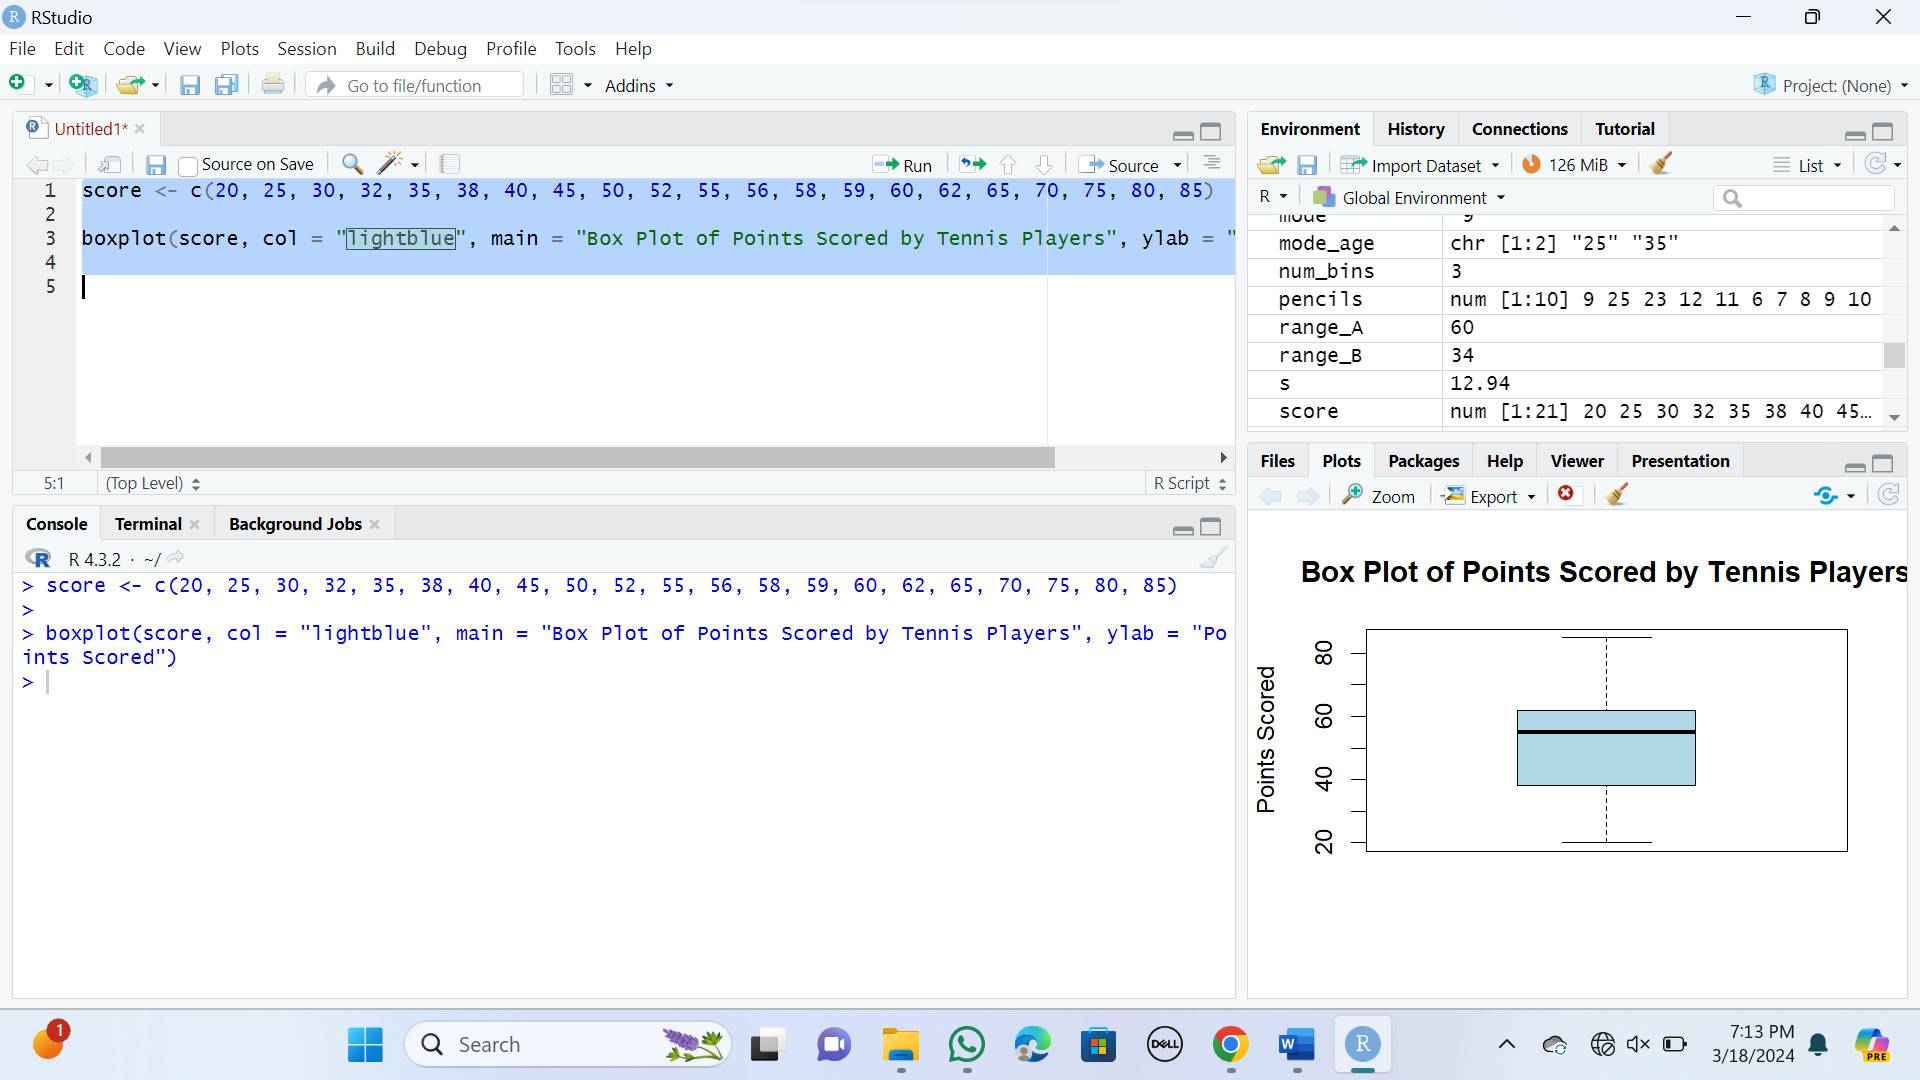 RStudio
File Edit Code View Plots Session Build Debug Profile Tools Help
Go to file/function Addins Project: (None)
Untitled1*
Source on Save Run Source
1 score <- c(20, 25, 30, 32, 35, 38, 40, 45, 50, 52, 55, 56, 58, 59, 60, 62, 65, 70, 75, 80, 85)
2
3 boxplot(score, col = "lightblue", main = "Box Plot of Points Scored by Tennis Players", ylab = "
4
5
5:1 (Top Level) R Script
Console Terminal Background Jobs
R 4.3.2 · ~/
> score <- c(20, 25, 30, 32, 35, 38, 40, 45, 50, 52, 55, 56, 58, 59, 60, 62, 65, 70, 75, 80, 85)
>
> boxplot(score, col = "lightblue", main = "Box Plot of Points Scored by Tennis Players", ylab = "Po
ints Scored")
>
Environment History Connections Tutorial
Import Dataset 126 MiB List
R Global Environment
mode 9
mode_age chr [1:2] "25" "35"
num_bins 3
pencils num [1:10] 9 25 23 12 11 6 7 8 9 10
range_A 60
range_B 34
s 12.94
score num [1:21] 20 25 30 32 35 38 40 45…
Files Plots Packages Help Viewer Presentation
Zoom Export
Box Plot of Points Scored by Tennis Players
Points Scored
80
60
40
20
1
Search
DELL
W
R
7:13 PM
3/18/2024
PRE